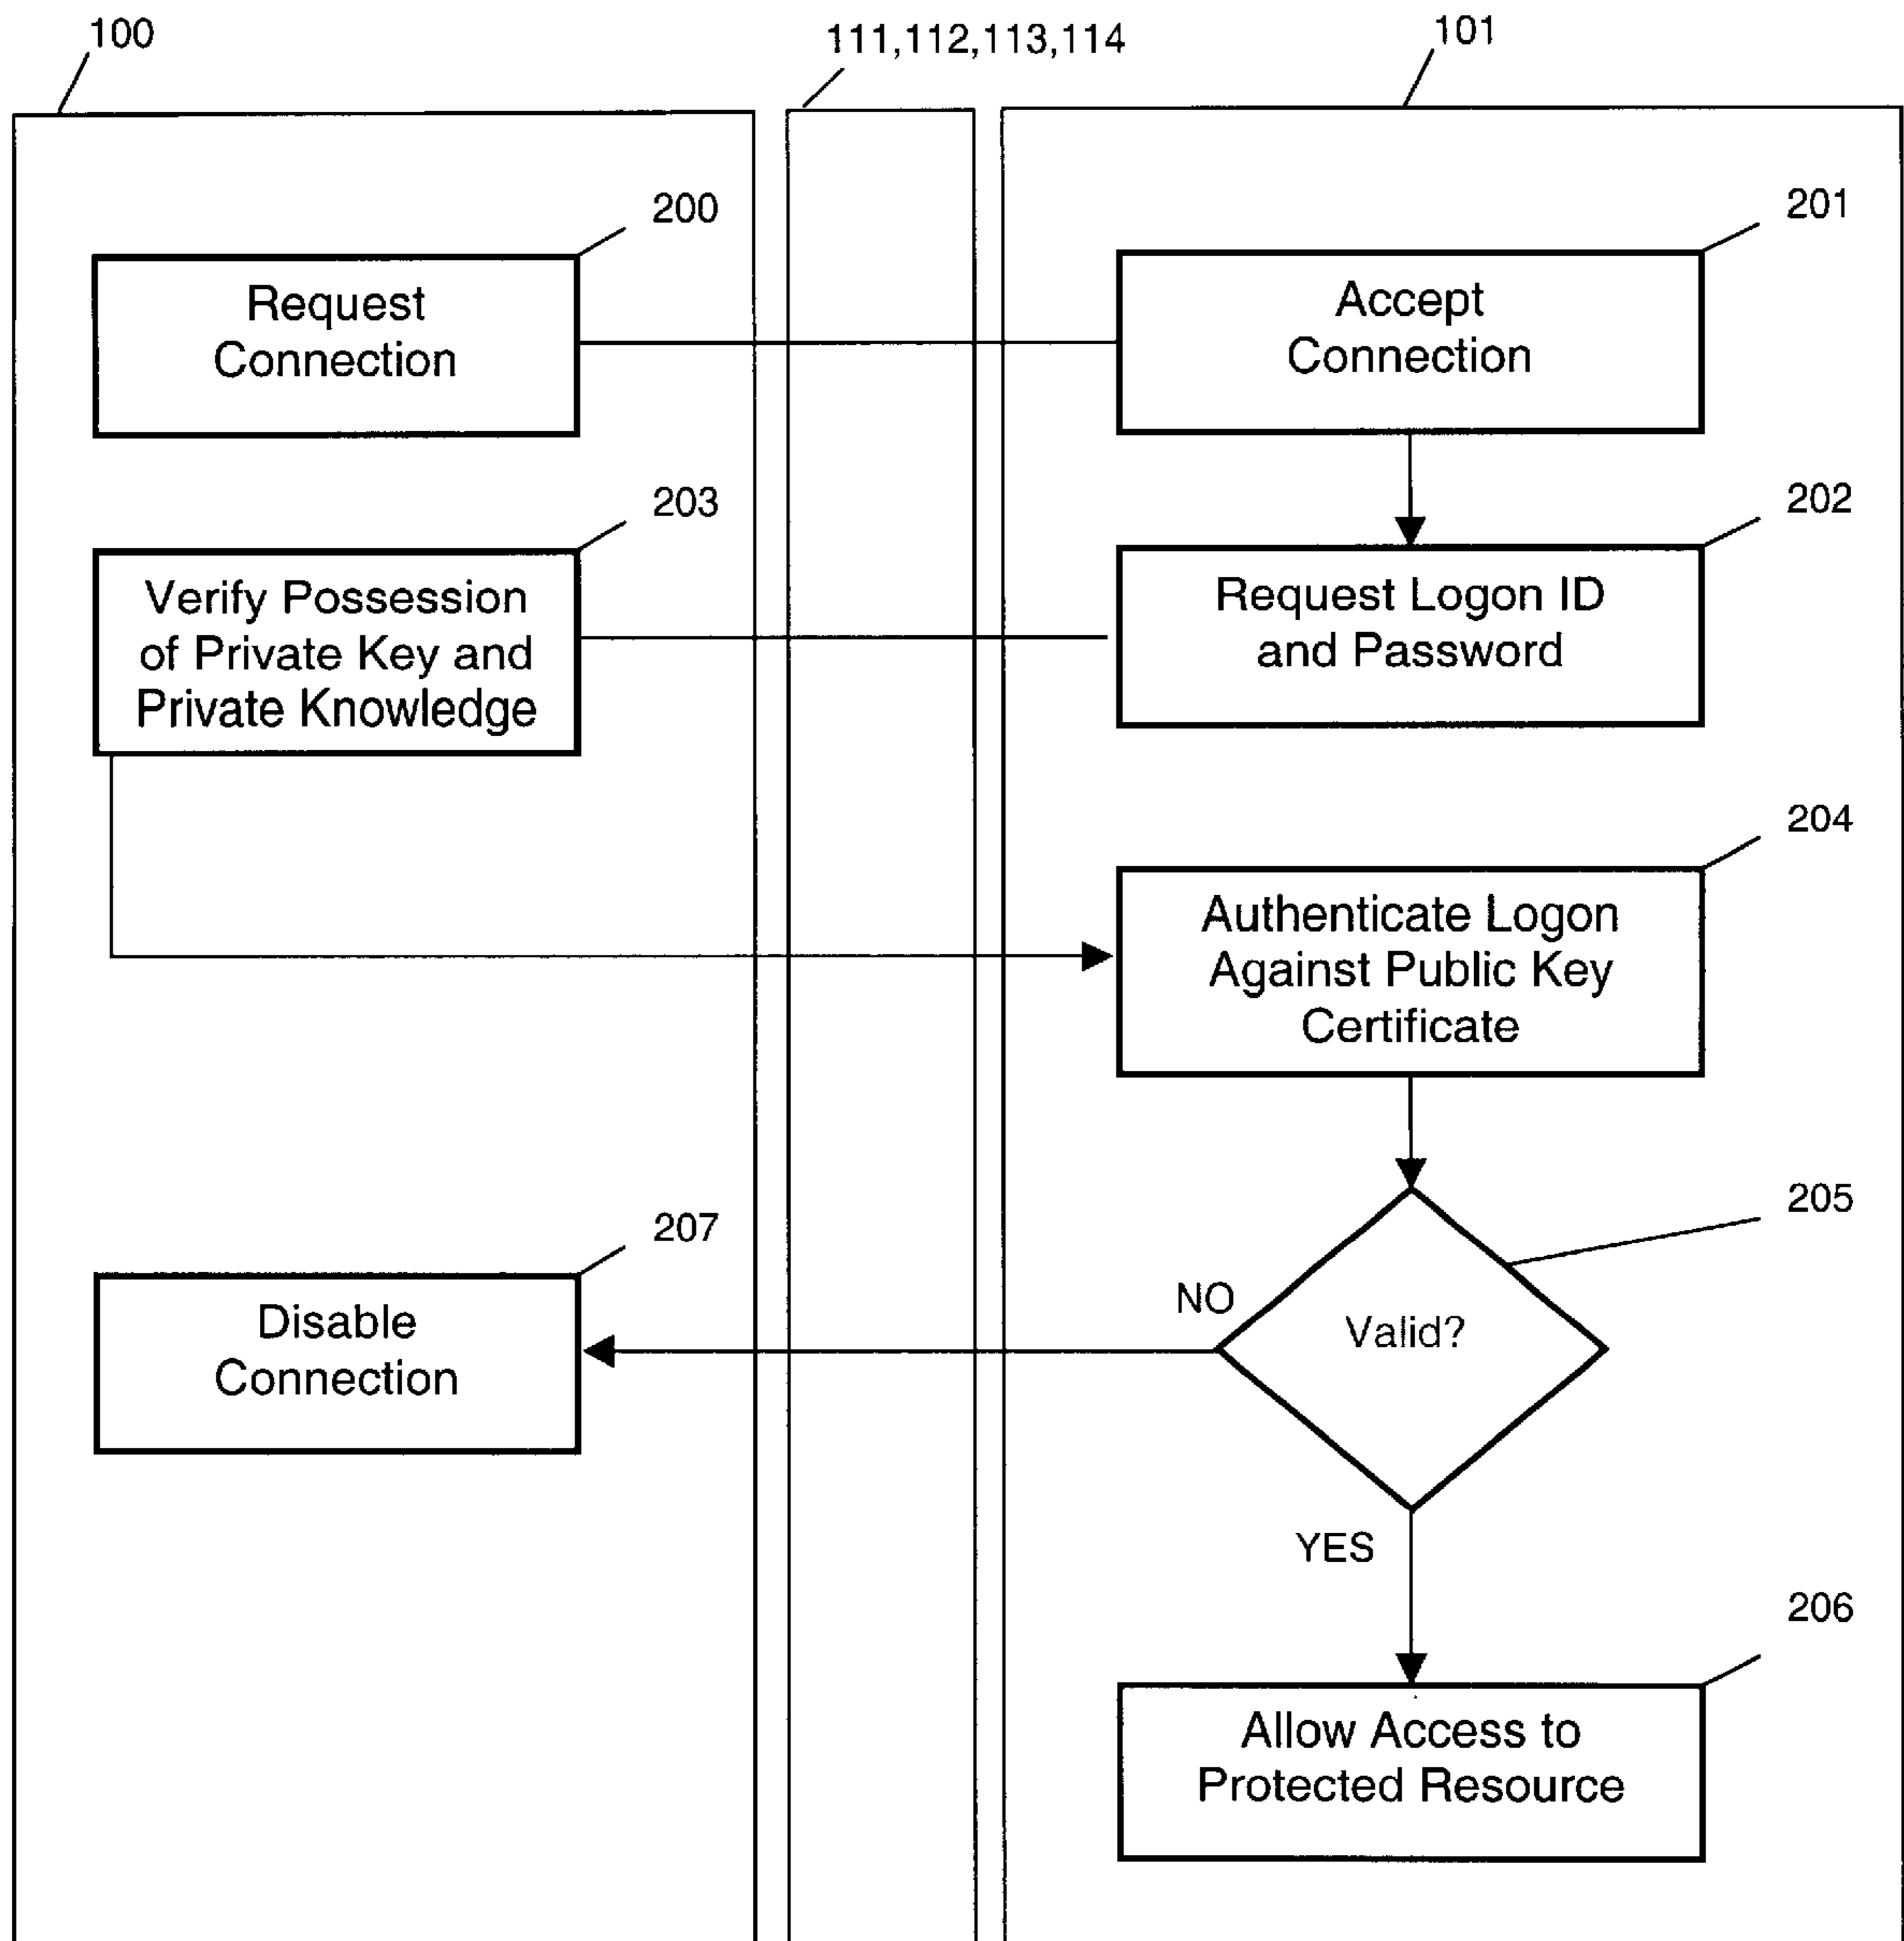 100
111,112,113,114
101
200
Request
Connection
201
Accept
Connection
203
Verify Possession
of Private Key and
Private Knowledge
202
Request Logon ID
and Password
204
Authenticate Logon
Against Public Key
Certificate
205
Valid?
NO
YES
207
Disable
Connection
206
Allow Access to
Protected Resource